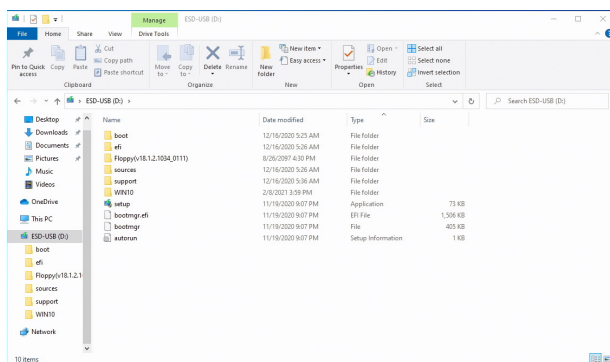 Manage
ESD-USB (D:)
File
Home
Share
View
Drive Tools
Pin to Quick access
Copy
Paste
Cut
Copy path
Paste shortcut
Clipboard
Move to
Copy to
Delete
Rename
Organize
New folder
New item
Easy access
New
Properties
Open
Edit
History
Open
Select all
Select none
Invert selection
Select
ESD-USB (D:)
Search ESD-USB (D:)
Name
Date modified
Type
Size
Desktop
Downloads
Documents
Pictures
Music
Videos
OneDrive
This PC
ESD-USB (D:)
boot
efi
Floppy(v18.1.2.1
sources
support
WIN10
Network
boot 12/16/2020 5:25 AM File folder
efi 12/16/2020 5:26 AM File folder
Floppy(v18.1.2.1034_0111) 8/26/2097 4:30 PM File folder
sources 12/16/2020 5:26 AM File folder
support 12/16/2020 5:36 AM File folder
WIN10 2/8/2021 3:59 PM File folder
setup 11/19/2020 9:07 PM Application 73 KB
bootmgr.efi 11/19/2020 9:07 PM EFI File 1,506 KB
bootmgr 11/19/2020 9:07 PM File 405 KB
autorun 11/19/2020 9:07 PM Setup Information 1 KB
10 items